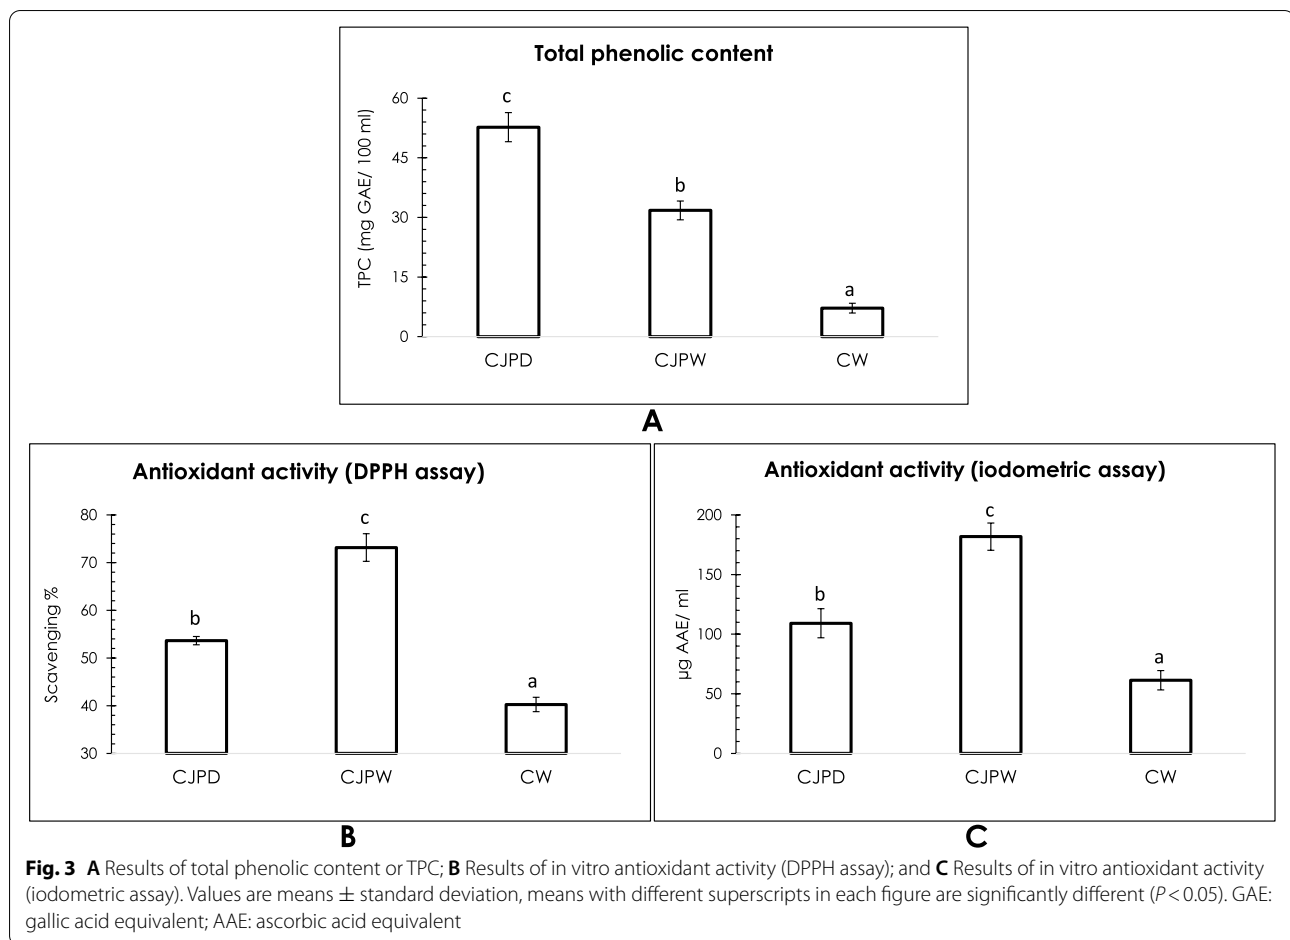 Total phenolic content
TPC (mg GAE/ 100 ml)
60
45
30
15
0
c
b
a
CJPD CJPW CW
A
Antioxidant activity (DPPH assay)
Scavenging %
80
70
60
50
40
30
b
c
a
CJPD CJPW CW
B
Antioxidant activity (iodometric assay)
µg AAE/ ml
200
150
100
50
0
b
c
a
CJPD CJPW CW
C
Fig. 3 A Results of total phenolic content or TPC; B Results of in vitro antioxidant activity (DPPH assay); and C Results of in vitro antioxidant activity
(iodometric assay). Values are means ± standard deviation, means with different superscripts in each figure are significantly different (P < 0.05). GAE:
gallic acid equivalent; AAE: ascorbic acid equivalent